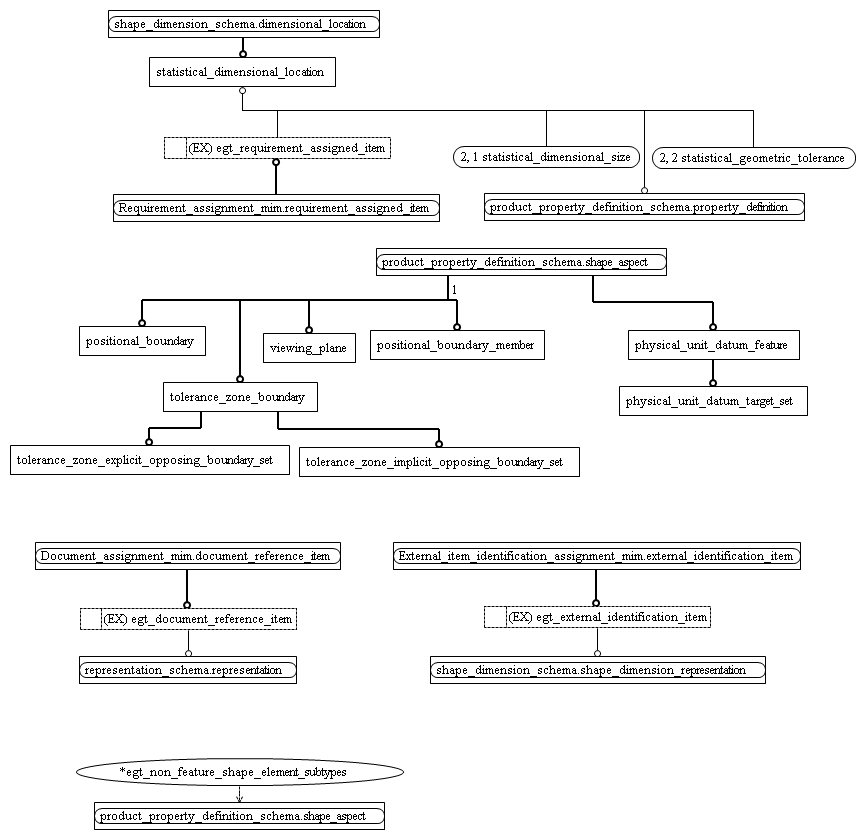 shape_dimension_schema.dimensional_location
statistical_dimensional_location
(EX) egt_requirement_assigned_item
2, 1 statistical_dimensional_size
2, 2 statistical_geometric_tolerance
Requirement_assignment_mim.requirement_assigned_item
product_property_definition_schema.property_definition
product_property_definition_schema.shape_aspect
1
positional_boundary
viewing_plane
positional_boundary_member
physical_unit_datum_feature
tolerance_zone_boundary
physical_unit_datum_target_set
tolerance_zone_explicit_opposing_boundary_set
tolerance_zone_implicit_opposing_boundary_set
Document_assignment_mim.document_reference_item
External_item_identification_assignment_mim.external_identification_item
(EX) egt_document_reference_item
(EX) egt_external_identification_item
representation_schema.representation
shape_dimension_schema.shape_dimension_representation
*egt_non_feature_shape_element_subtypes
product_property_definition_schema.shape_aspect